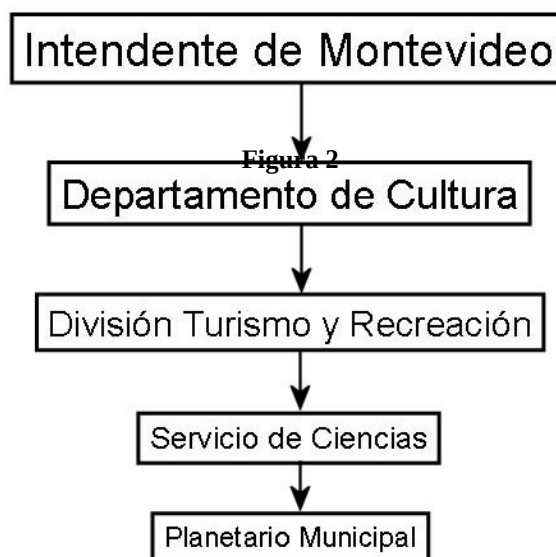 Intendente de Montevideo
Figura 2
Departamento de Cultura
División Turismo y Recreación
Servicio de Ciencias
Planetario Municipal